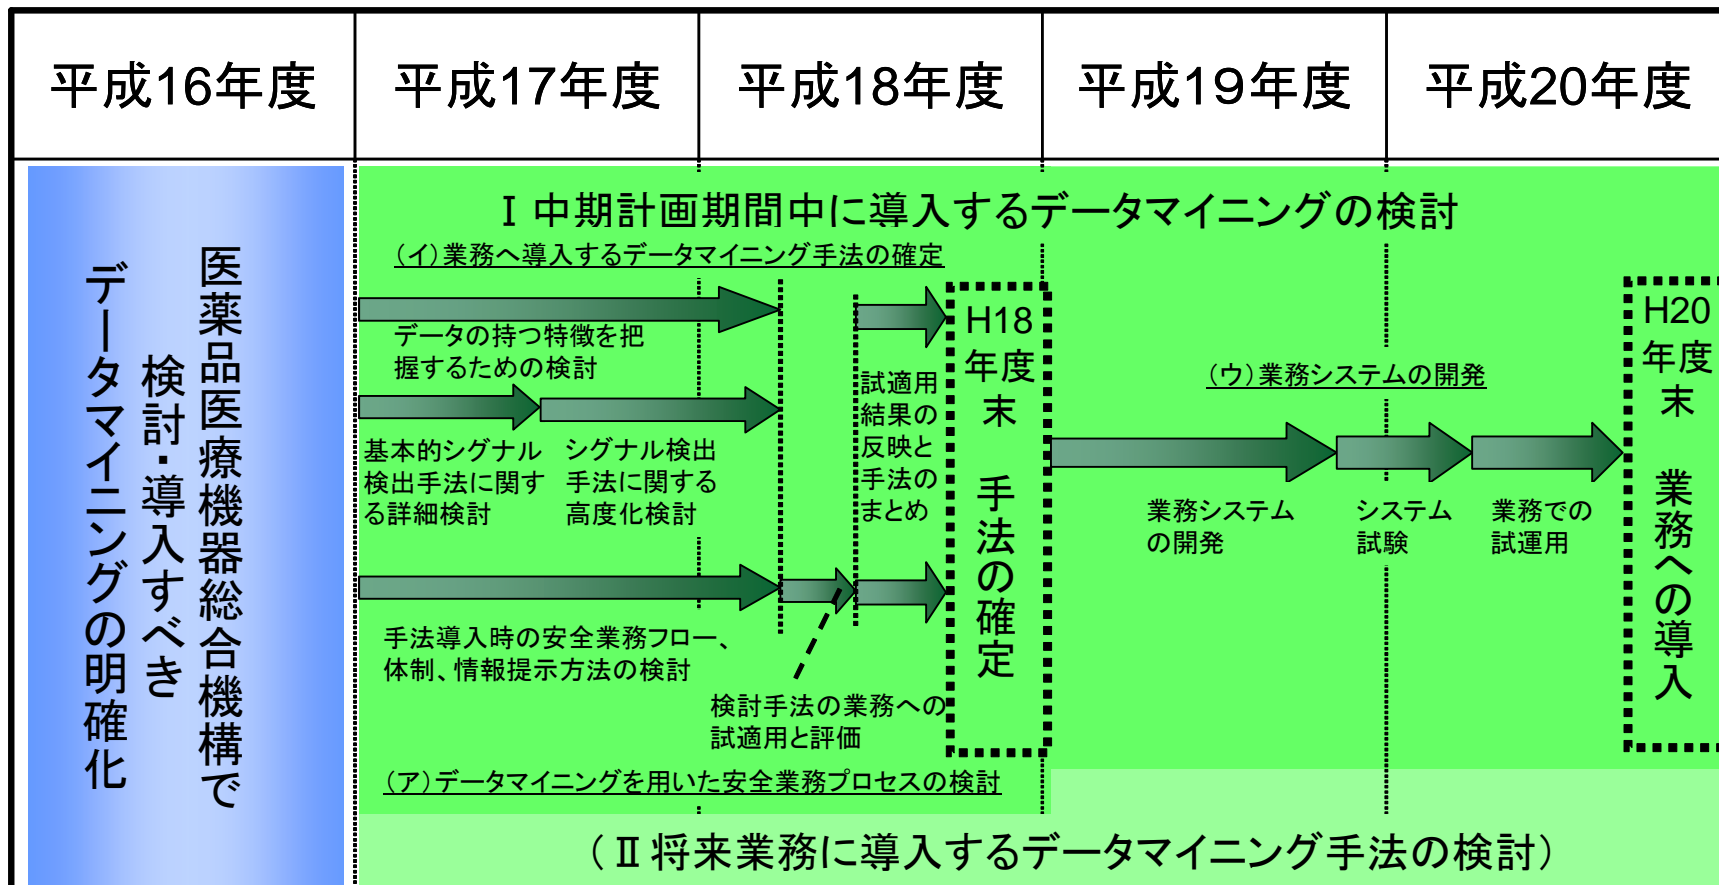 平成16年度
平成17年度
平成18年度
平成19年度
平成20年度
医薬品医療機器総合機構で
検討・導入すべき
データマイニングの明確化
Ⅰ中期計画期間中に導入するデータマイニングの検討
(イ)業務へ導入するデータマイニング手法の確定
データの持つ特徴を把
握するための検討
基本的シグナル
検出手法に関す
る詳細検討
シグナル検出
手法に関する
高度化検討
試適用
結果の
反映と
手法の
まとめ
手法導入時の安全業務フロー、
体制、情報提示方法の検討
検討手法の業務への
試適用と評価
(ア)データマイニングを用いた安全業務プロセスの検討
H18
年度
末
手法の確定
(ウ)業務システムの開発
業務システム
の開発
システム
試験
業務での
試運用
H20
年度
末
業務への導入
(Ⅱ将来業務に導入するデータマイニング手法の検討)